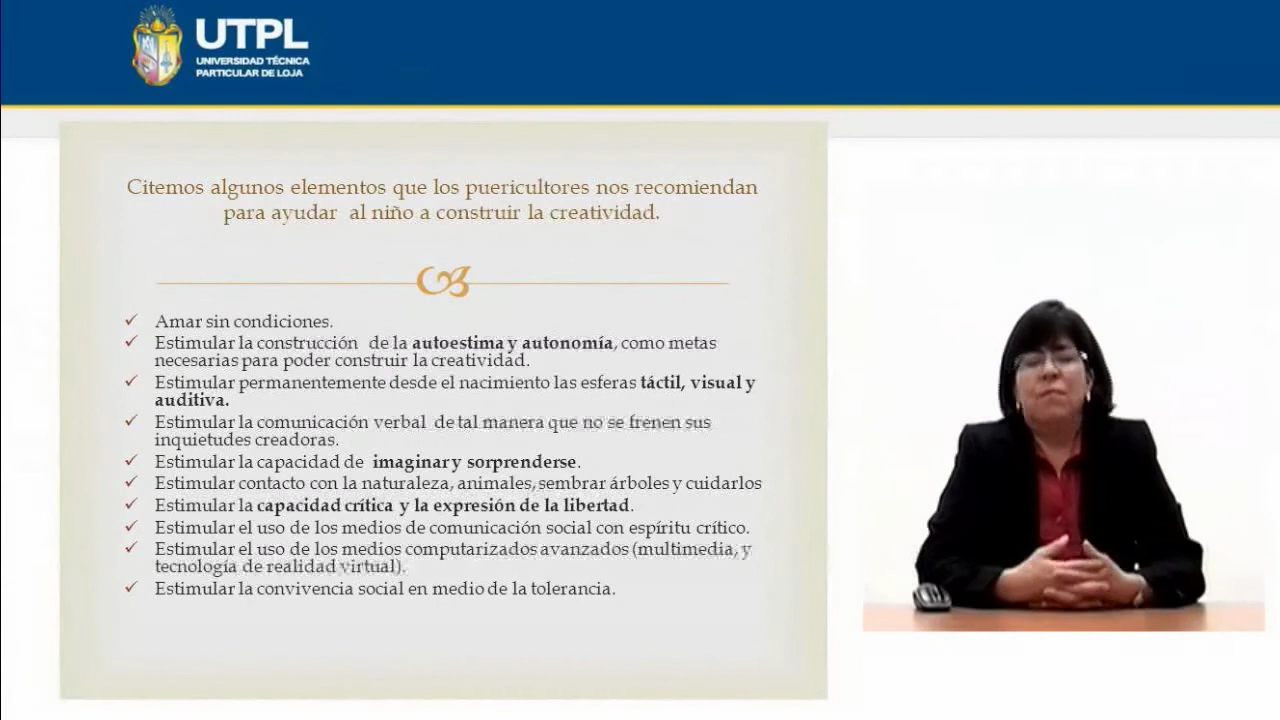 UTPL
UNIVERSIDAD TÉCNICA
PARTICULAR DE LOJA
Citemos algunos elementos que los puericultores nos recomiendan
para ayudar al niño a construir la creatividad.
Amar sin condiciones.
Estimular la construcción de la autoestima y autonomía, como metas
necesarias para poder construir la creatividad.
Estimular permanentemente desde el nacimiento las esferas táctil, visual y
auditiva.
Estimular la comunicación verbal de tal manera que no se frenen sus
inquietudes creadoras.
Estimular la capacidad de imaginar y sorprenderse.
Estimular contacto con la naturaleza, animales, sembrar árboles y cuidarlos
Estimular la capacidad crítica y la expresión de la libertad.
Estimular el uso de los medios de comunicación social con espíritu crítico.
Estimular el uso de los medios computarizados avanzados (multimedia, y
tecnología de realidad virtual).
Estimular la convivencia social en medio de la tolerancia.